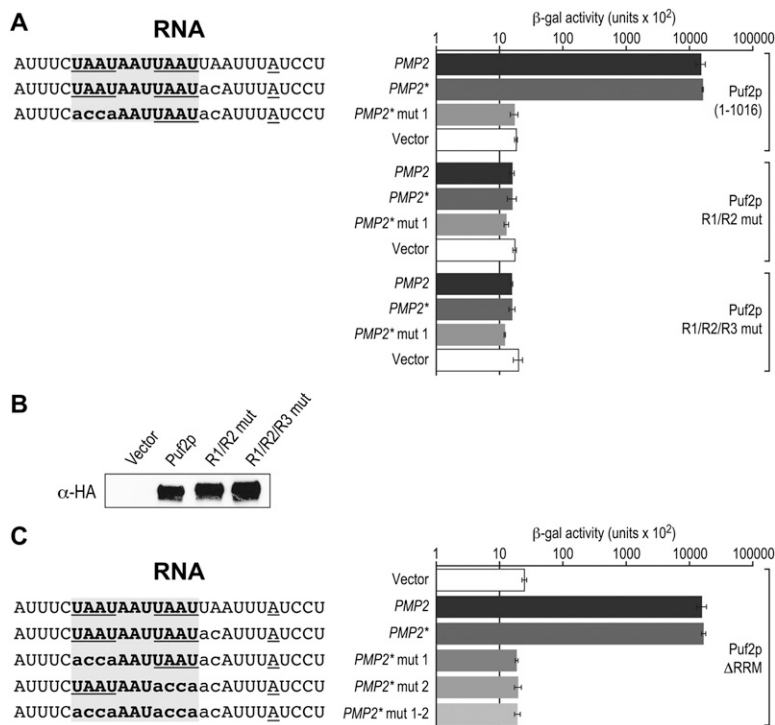 A
RNA
AUUUCUAAUAAUUAAUUAAUUUAUCCU
AUUUCUAAUAAUUAAUacAUUUAUCCU
AUUUCaccaAAUUAAUacAUUUAUCCU
β-gal activity (units x 10²)
1 10 100 1000 10000 100000
PMP2
PMP2*
PMP2* mut 1
Vector
Puf2p
(1-1016)
PMP2
PMP2*
PMP2* mut 1
Vector
Puf2p
R1/R2 mut
PMP2
PMP2*
PMP2* mut 1
Vector
Puf2p
R1/R2/R3 mut
B
Vector
Puf2p
R1/R2 mut
R1/R2/R3 mut
α-HA
C
RNA
AUUUCUAAUAAUUAAUUAAUUUAUCCU
AUUUCUAAUAAUUAAUacAUUUAUCCU
AUUUCaccaAAUUAAUacAUUUAUCCU
AUUUCUAAUAAUaccaacAUUUAUCCU
AUUUCaccaAAUaccaacAUUUAUCCU
β-gal activity (units x 10²)
1 10 100 1000 10000 100000
Vector
PMP2
PMP2*
PMP2* mut 1
PMP2* mut 2
PMP2* mut 1-2
Puf2p
ΔRRM